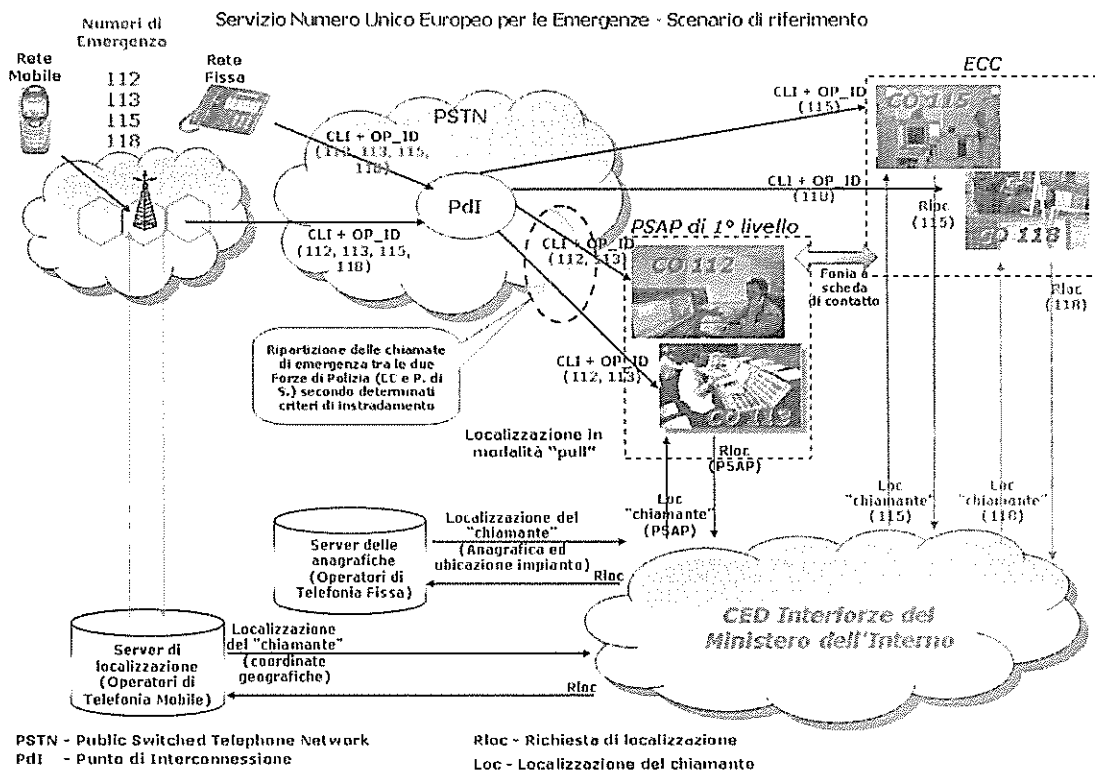 Servizio Numero Unico Europeo per le Emergenze - Scenario di riferimento
Numeri di
Emergenza
112
113
115
118
Rete
Mobile
Rete
Fissa
PSTN
CLI + OP_ID
(112, 113, 115,
118)
PdI
CLI + OP_ID
(112, 113, 115,
118)
ECC
CLI + OP_ID
(115)
CO 115
CLI + OP_ID
(118)
Rloc
(115)
CO 118
Rloc
(118)
PSAP di 1° livello
CLI + OP_ID
(112, 113)
CO 112
Fonia e
scheda
di contatto
CLI + OP_ID
(112, 113)
CO 113
Ripartizione delle chiamate
di emergenza tra le due
Forze di Polizia (CC e P. di
S.) secondo determinati
criteri di instradamento
Localizzazione in
modalità "pull"
Rloc
(PSAP)
Loc
"chiamante"
(PSAP)
Loc
"chiamante"
(115)
Loc
"chiamante"
(118)
Server delle
anagrafiche
(Operatori di
Telefonia Fissa)
Localizzazione del
"chiamante"
(Anagrafica ed
ubicazione impianto)
Rloc
CED Interforze del
Ministero dell'Interno
Server di
localizzazione
(Operatori di
Telefonia Mobile)
Localizzazione
del "chiamante"
(coordinate
geografiche)
Rloc
PSTN - Public Switched Telephone Network
PdI - Punto di Interconnessione
Rloc - Richiesta di localizzazione
Loc - Localizzazione del chiamante